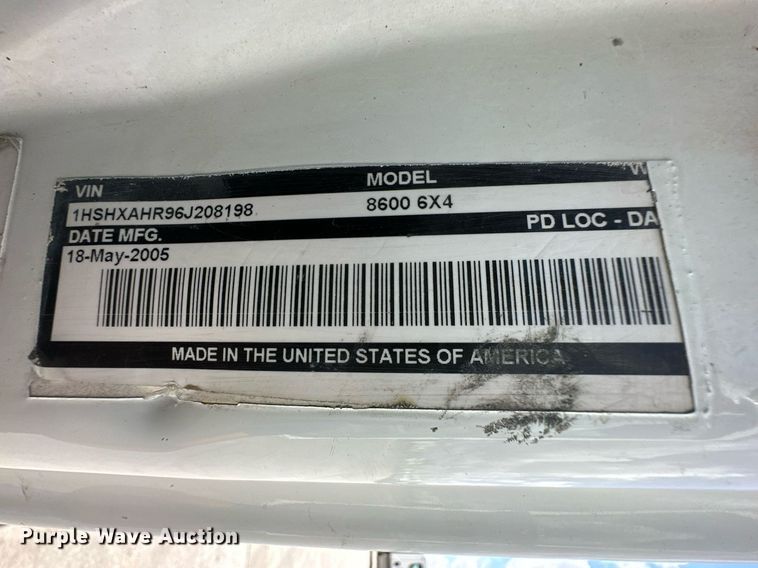 VIN MODEL W
1HSHXAHR96J208198 8600 6X4
DATE MFG. PD LOC - DA
18-May-2005
MADE IN THE UNITED STATES OF AMERICA
Purple Wave Auction